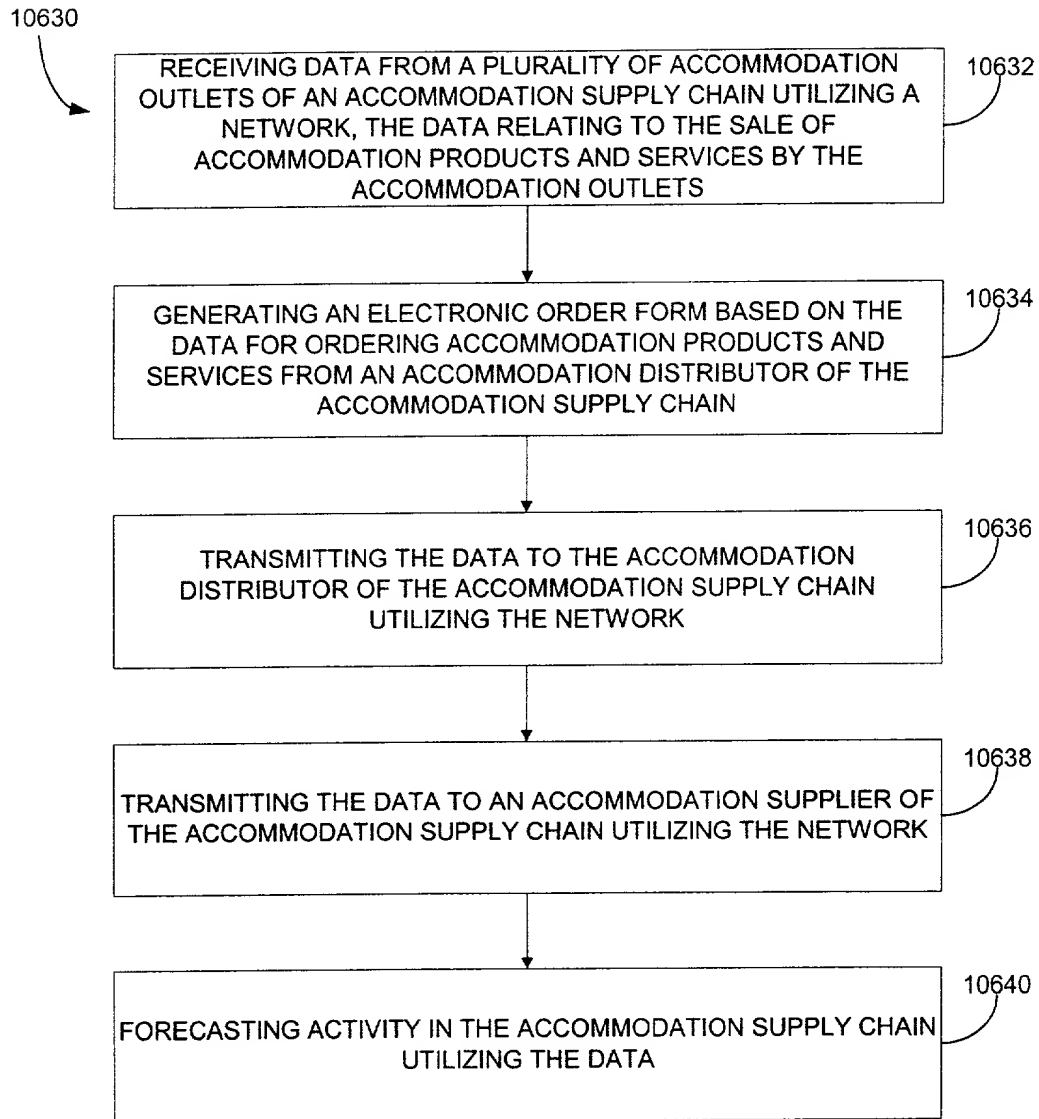 10630
RECEIVING DATA FROM A PLURALITY OF ACCOMMODATION
OUTLETS OF AN ACCOMMODATION SUPPLY CHAIN UTILIZING A
NETWORK, THE DATA RELATING TO THE SALE OF
ACCOMMODATION PRODUCTS AND SERVICES BY THE
ACCOMMODATION OUTLETS
10632
GENERATING AN ELECTRONIC ORDER FORM BASED ON THE
DATA FOR ORDERING ACCOMMODATION PRODUCTS AND
SERVICES FROM AN ACCOMMODATION DISTRIBUTOR OF THE
ACCOMMODATION SUPPLY CHAIN
10634
TRANSMITTING THE DATA TO THE ACCOMMODATION
DISTRIBUTOR OF THE ACCOMMODATION SUPPLY CHAIN
UTILIZING THE NETWORK
10636
TRANSMITTING THE DATA TO AN ACCOMMODATION SUPPLIER OF
THE ACCOMMODATION SUPPLY CHAIN UTILIZING THE NETWORK
10638
FORECASTING ACTIVITY IN THE ACCOMMODATION SUPPLY CHAIN
UTILIZING THE DATA
10640